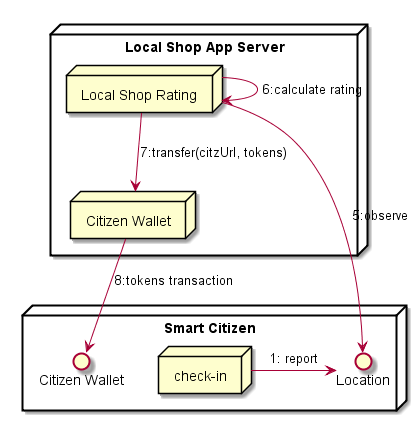 Local Shop App Server
Local Shop Rating
6:calculate rating
7:transfer(citzUrl, tokens)
5:observe
Citizen Wallet
8:tokens transaction
Smart Citizen
1: report
check-in
Citizen Wallet
Location